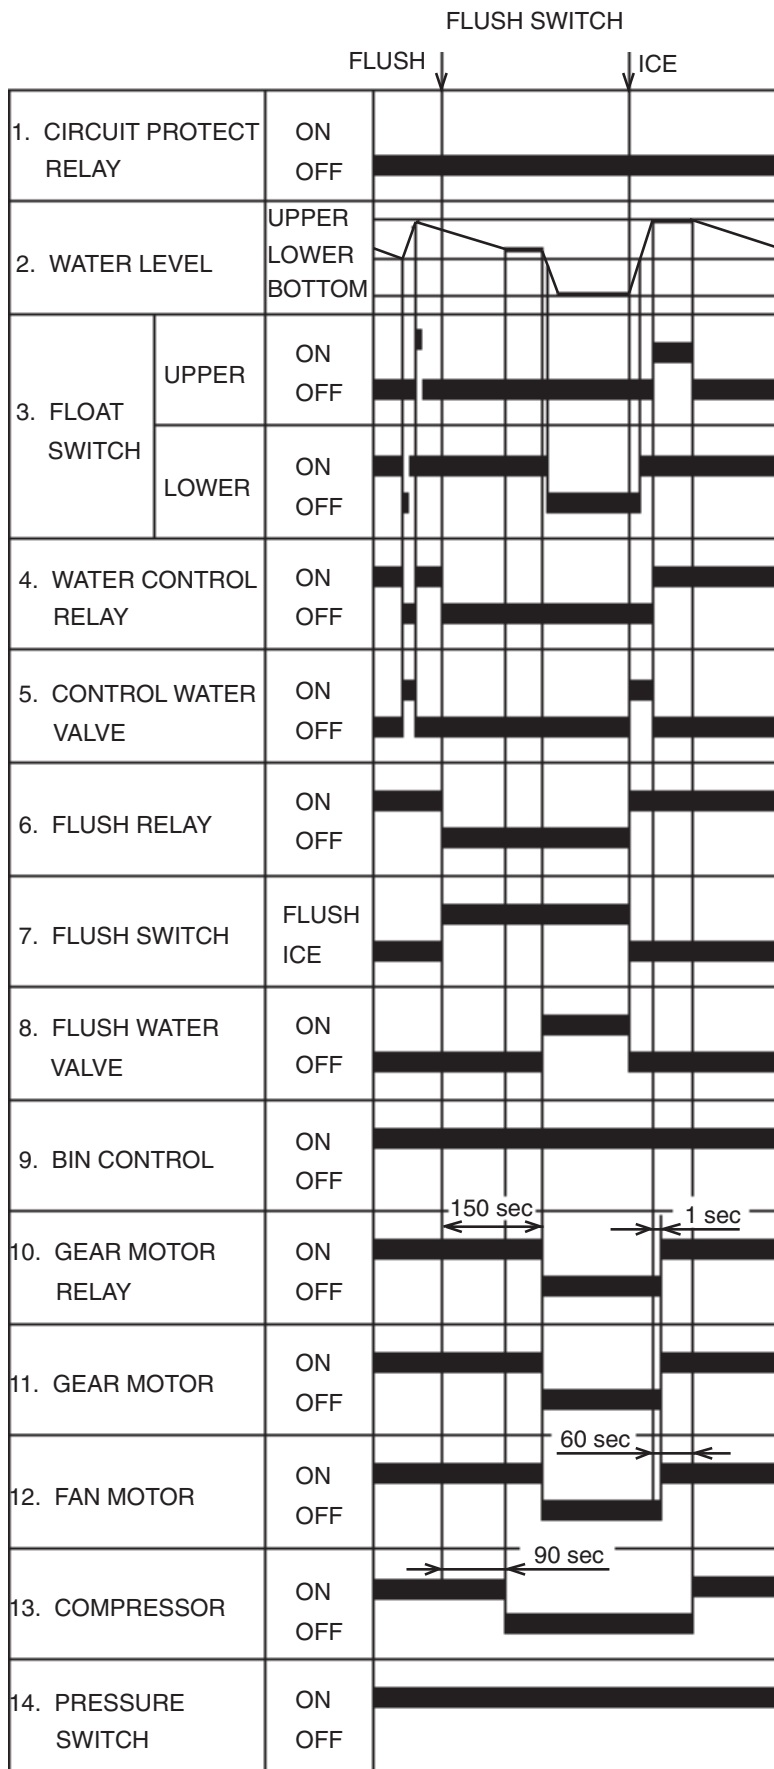 FLUSH SWITCH
FLUSH ICE
1. CIRCUIT PROTECT RELAY
ON
OFF
2. WATER LEVEL
UPPER
LOWER
BOTTOM
3. FLOAT SWITCH
UPPER
ON
OFF
LOWER
ON
OFF
4. WATER CONTROL RELAY
ON
OFF
5. CONTROL WATER VALVE
ON
OFF
6. FLUSH RELAY
ON
OFF
7. FLUSH SWITCH
FLUSH
ICE
8. FLUSH WATER VALVE
ON
OFF
9. BIN CONTROL
ON
OFF
150 sec
1 sec
10. GEAR MOTOR RELAY
ON
OFF
11. GEAR MOTOR
ON
OFF
60 sec
12. FAN MOTOR
ON
OFF
90 sec
13. COMPRESSOR
ON
OFF
14. PRESSURE SWITCH
ON
OFF